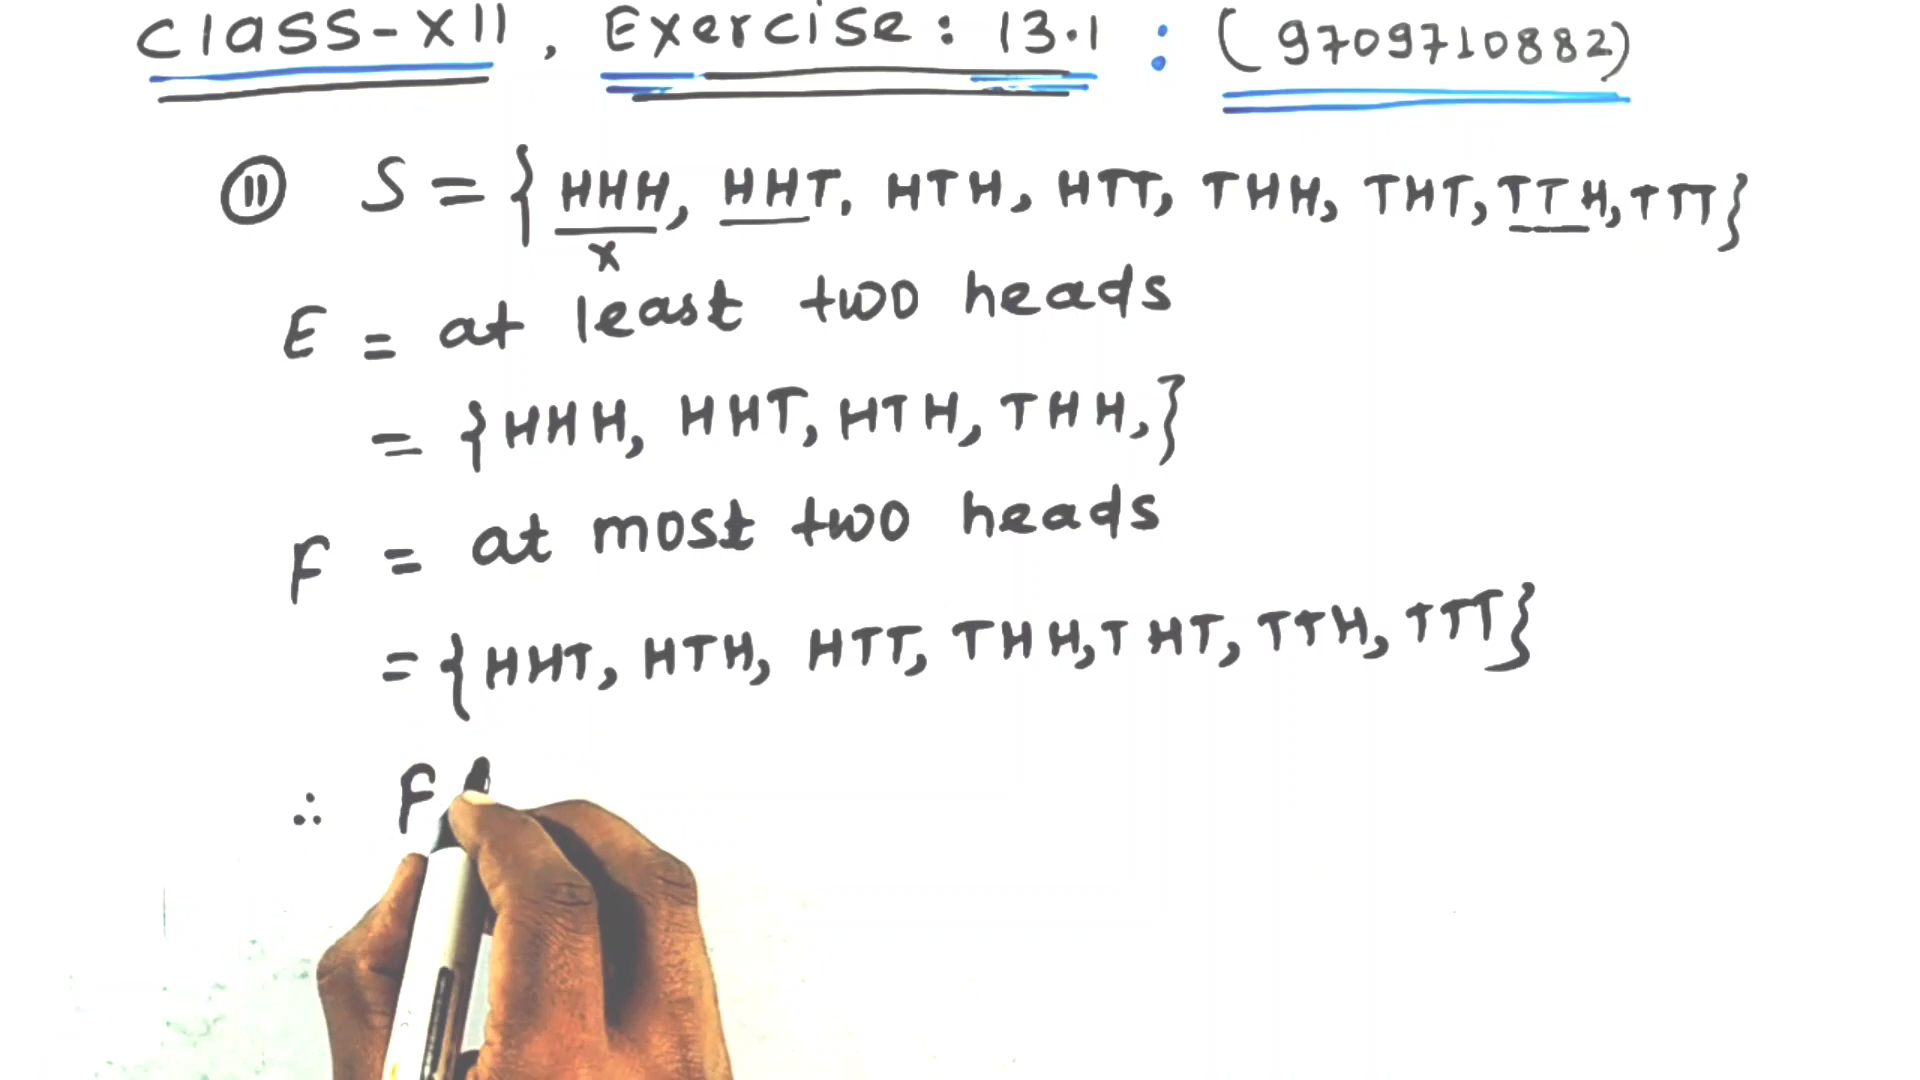 Class-XII, Exercise: 13.1 : (9709710882)
(11) S = { HHH, HHT, HTH, HTT, THH, THT, TTH, TTT}
x
E = at least two heads
= {HHH, HHT, HTH, THH,}
F = at most two heads
= {HHT, HTH, HTT, THH, THT, TTH, TTT}
∴ F